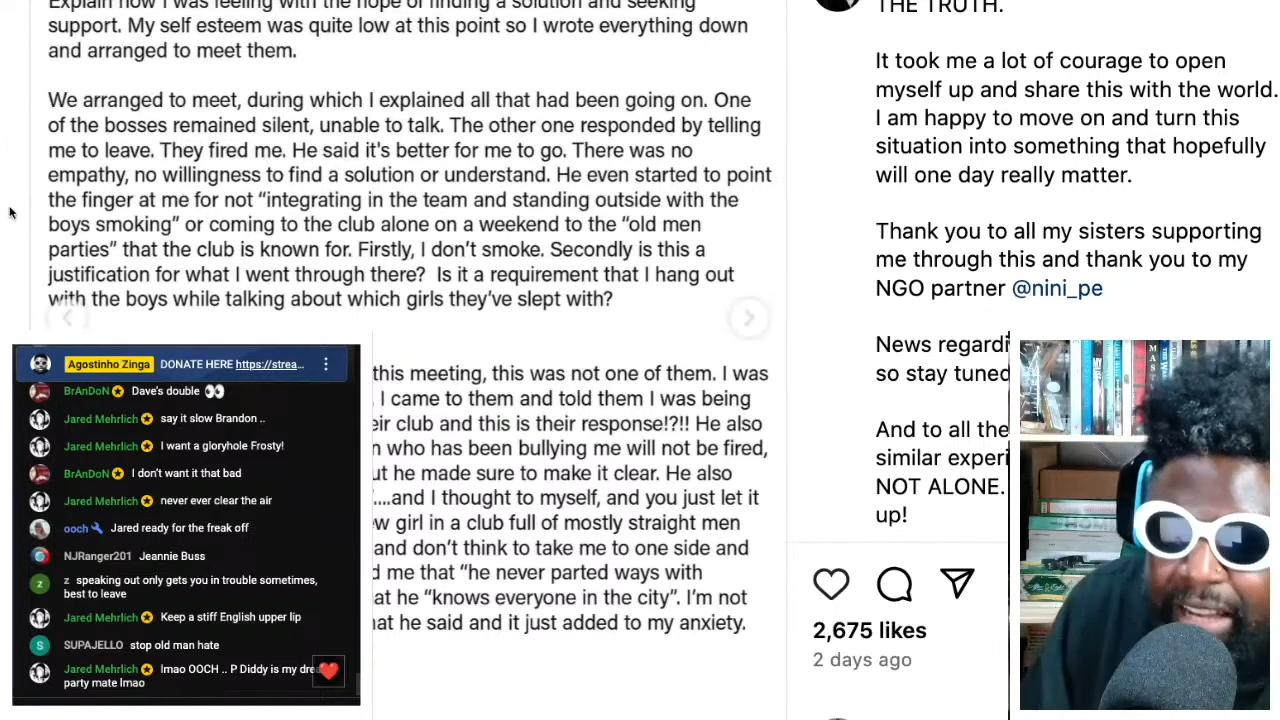 Explain how I was feeling with the hope of finding a solution and seeking
support. My self esteem was quite low at this point so I wrote everything down
and arranged to meet them.
We arranged to meet, during which I explained all that had been going on. One
of the bosses remained silent, unable to talk. The other one responded by telling
me to leave. They fired me. He said it's better for me to go. There was no
empathy, no willingness to find a solution or understand. He even started to point
the finger at me for not “integrating in the team and standing outside with the
boys smoking” or coming to the club alone on a weekend to the “old men
parties” that the club is known for. Firstly, I don’t smoke. Secondly is this a
justification for what I went through there?  Is it a requirement that I hang out
with the boys while talking about which girls they’ve slept with?
this meeting, this was not one of them. I was
I came to them and told them I was being
eir club and this is their response!?!! He also
n who has been bullying me will not be fired,
ut he made sure to make it clear. He also
....and I thought to myself, and you just let it
ew girl in a club full of mostly straight men
and don’t think to take me to one side and
d me that “he never parted ways with
at he “knows everyone in the city”. I’m not
hat he said and it just added to my anxiety.
Agostinho Zinga DONATE HERE https://strea...
BrAnDoN Dave's double 👀
Jared Mehrlich say it slow Brandon ..
Jared Mehrlich I want a gloryhole Frosty!
BrAnDoN I don't want it that bad
Jared Mehrlich never ever clear the air
ooch Jared ready for the freak off
NJRanger201 Jeannie Buss
z speaking out only gets you in trouble sometimes,
best to leave
Jared Mehrlich Keep a stiff English upper lip
SUPAJELLO stop old man hate
Jared Mehrlich lmao OOCH .. P Diddy is my dre
party mate lmao
THE TRUTH.
It took me a lot of courage to open
myself up and share this with the world.
I am happy to move on and turn this
situation into something that hopefully
will one day really matter.
Thank you to all my sisters supporting
me through this and thank you to my
NGO partner @nini_pe
News regardi
so stay tuned
And to all the
similar experi
NOT ALONE.
up!
2,675 likes
2 days ago